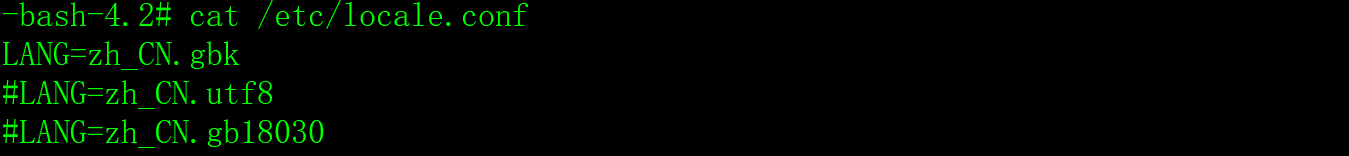 -bash-4.2# cat /etc/locale.conf
LANG=zh_CN.gbk
#LANG=zh_CN.utf8
#LANG=zh_CN.gb18030